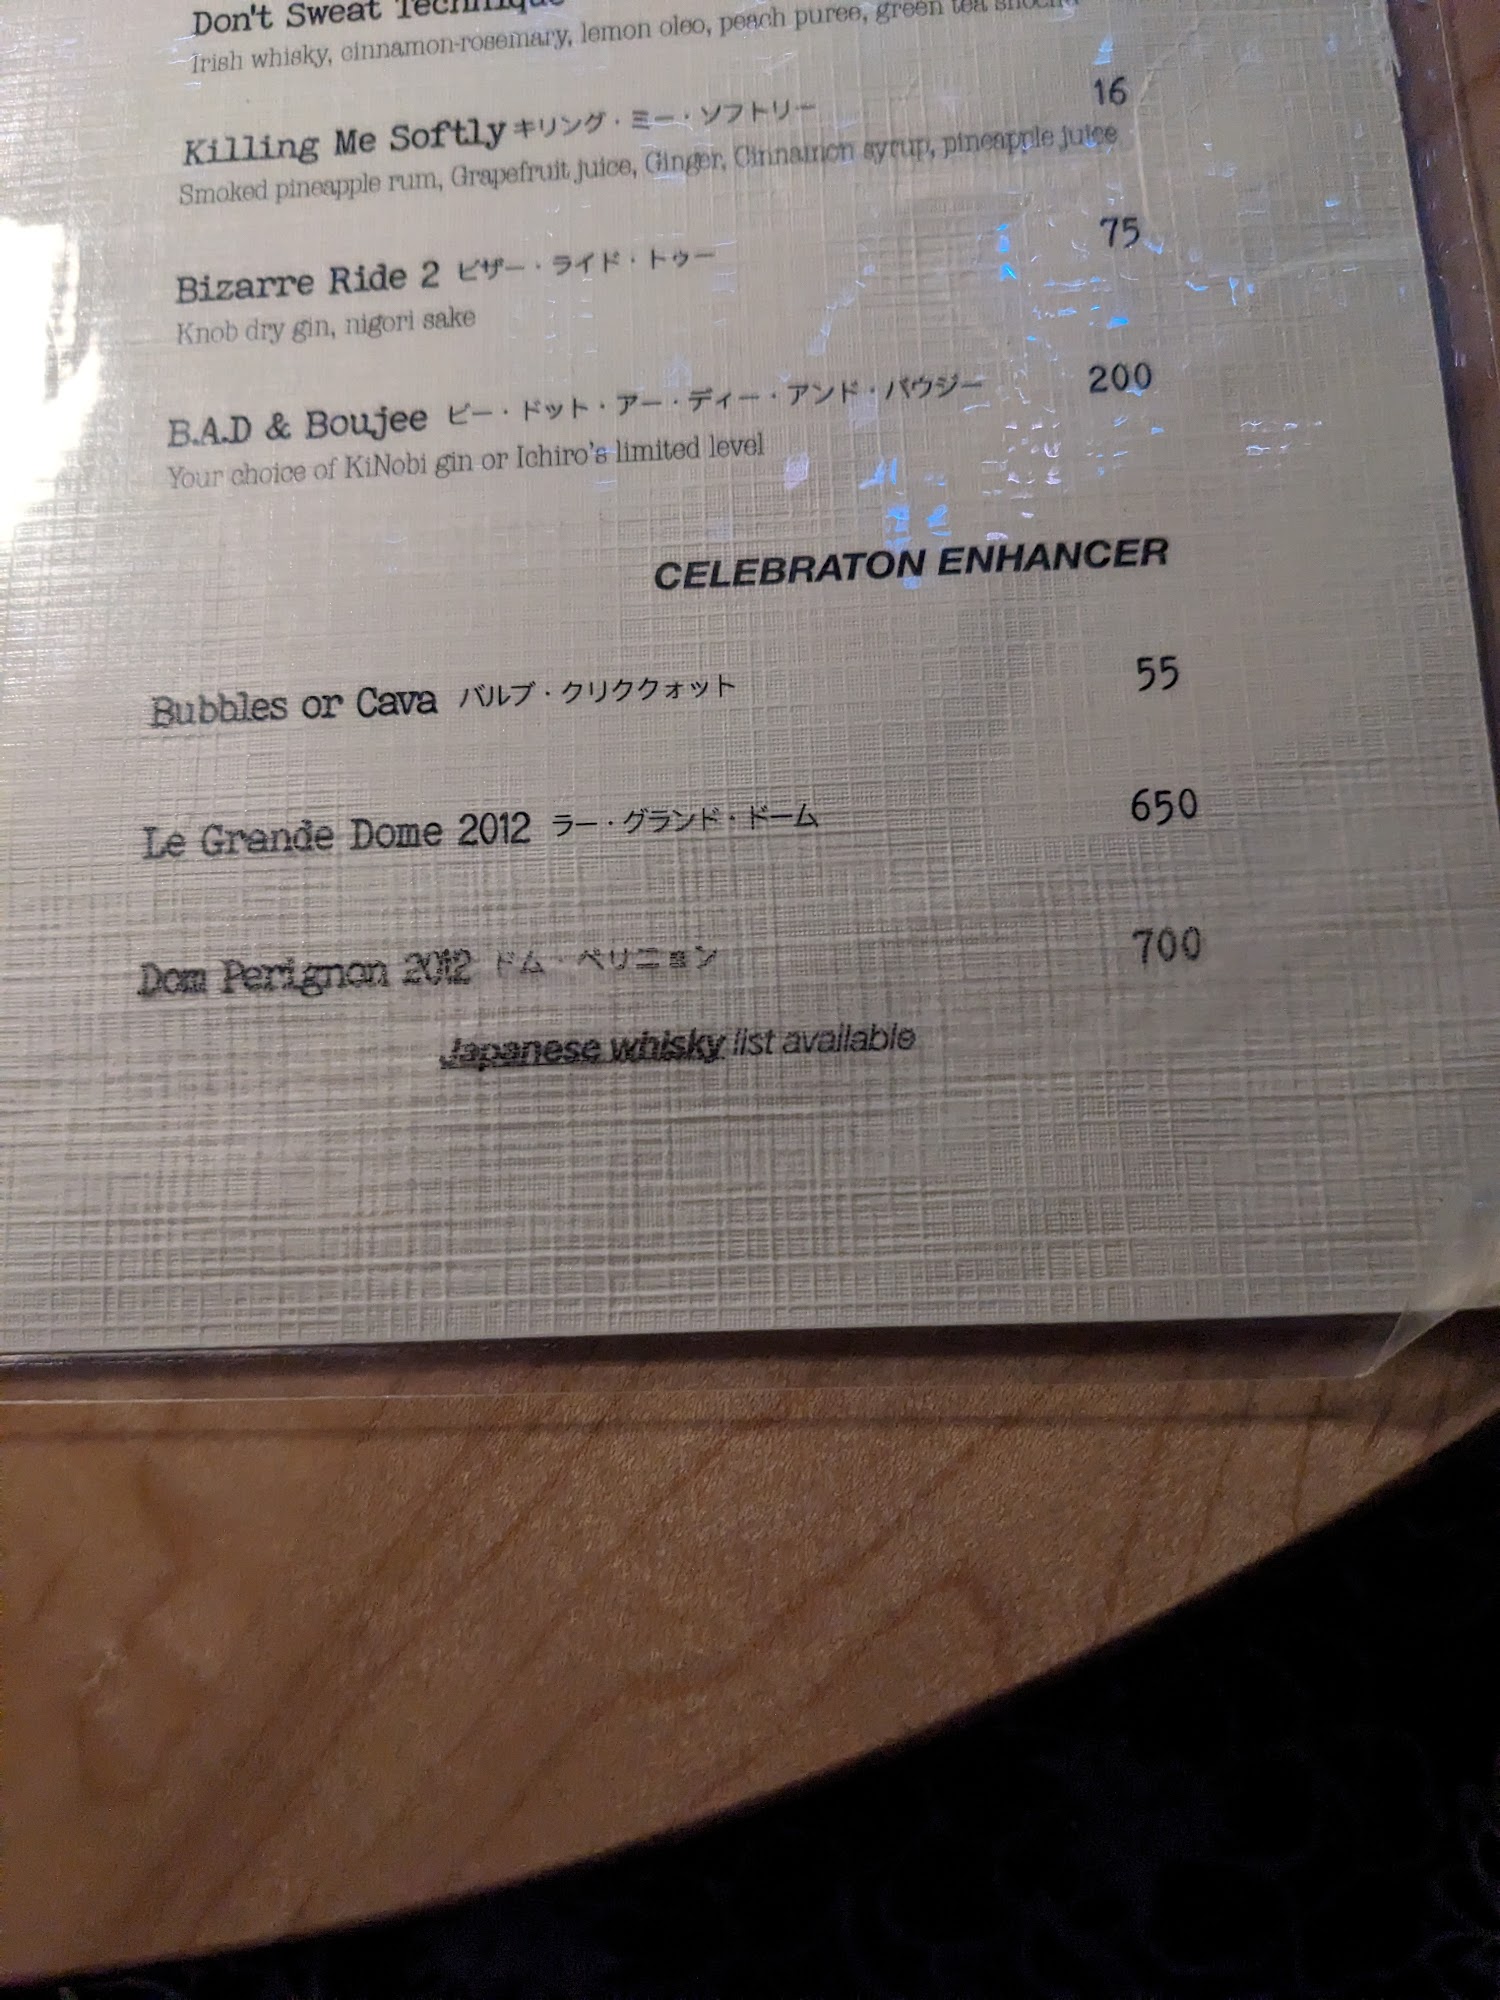 Don't Sweat Technique
Irish whisky, cinnamon-rosemary, lemon oleo, peach puree, green tea
Killing Me Softly キリング・ミー・ソフトリー 16
Smoked pineapple rum, Grapefruit juice, Ginger, Cinnamon syrup, pineapple juice
Bizarre Ride 2 ビザー・ライド・トゥー 75
Knob dry gin, nigori sake
B.A.D & Boujee ビー・ドット・アー・ディー・アンド・バウジー 200
Your choice of KiNobi gin or Ichiro's limited level
CELEBRATON ENHANCER
Bubbles or Cava バルブ・クリククォット 55
Le Grande Dome 2012 ラー・グランド・ドーム 650
Dom Perignon 2012 ドム・ペリニョン 700
Japanese whisky list available